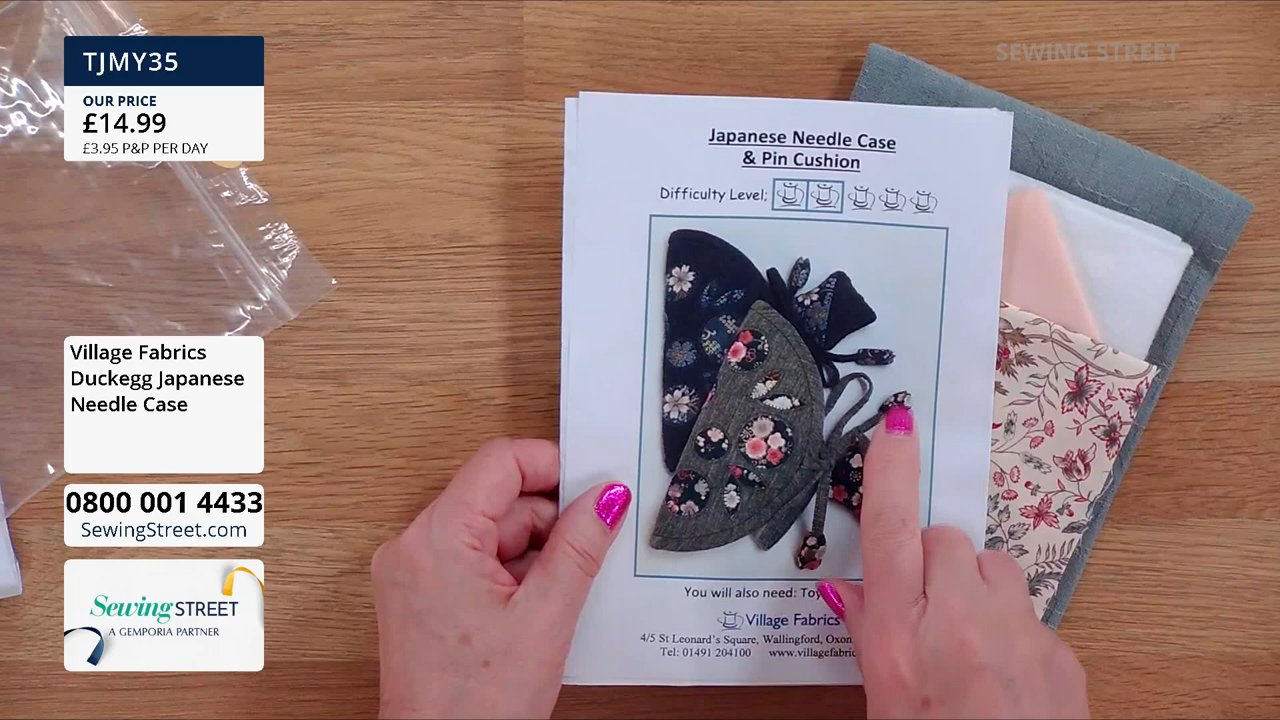 TJMY35
OUR PRICE
£14.99
£3.95 P&P PER DAY
Village Fabrics
Duckegg Japanese
Needle Case
0800 001 4433
SewingStreet.com
Sewing STREET
A GEMPORIA PARTNER
SEWING STREET
Japanese Needle Case
& Pin Cushion
Difficulty Level;
You will also need:
Village Fabrics
4/5 St Leonard's Square, Wallingford, Oxon
Tel: 01491 204100